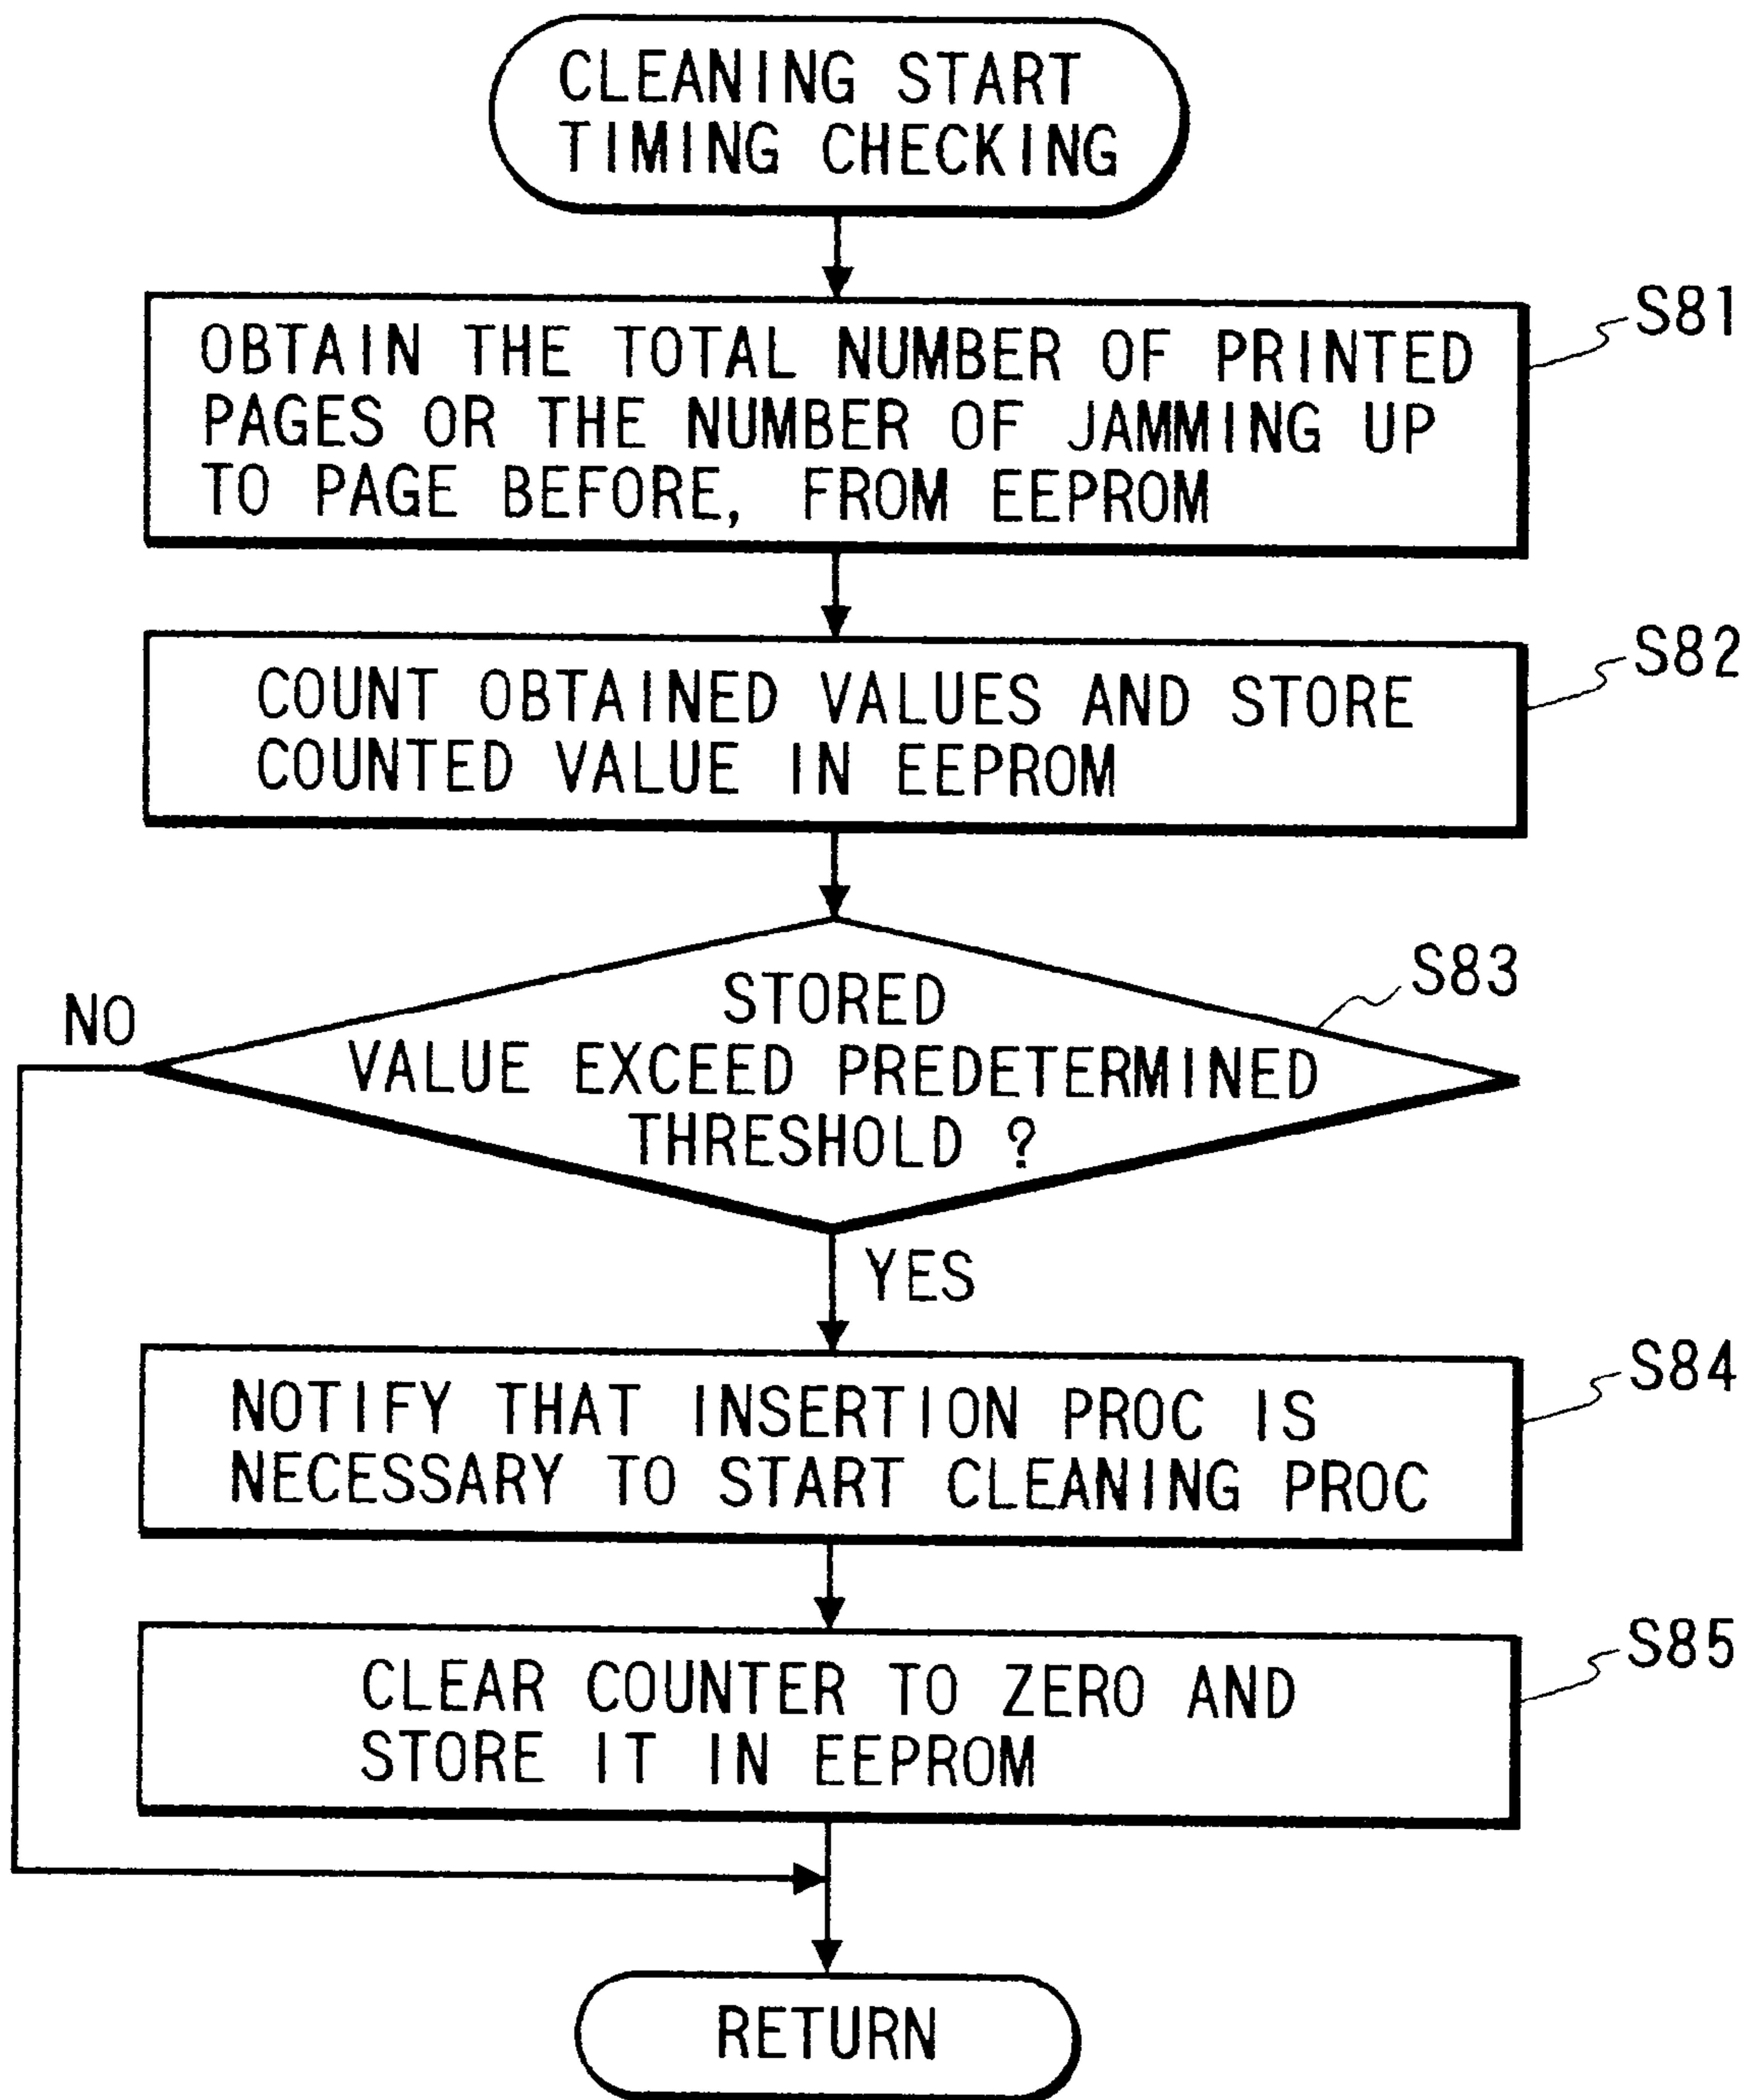 CLEANING START
TIMING CHECKING
S81
OBTAIN THE TOTAL NUMBER OF PRINTED
PAGES OR THE NUMBER OF JAMMING UP
TO PAGE BEFORE, FROM EEPROM
S82
COUNT OBTAINED VALUES AND STORE
COUNTED VALUE IN EEPROM
S83
STORED
VALUE EXCEED PREDETERMINED
THRESHOLD ?
NO
YES
S84
NOTIFY THAT INSERTION PROC IS
NECESSARY TO START CLEANING PROC
S85
CLEAR COUNTER TO ZERO AND
STORE IT IN EEPROM
RETURN